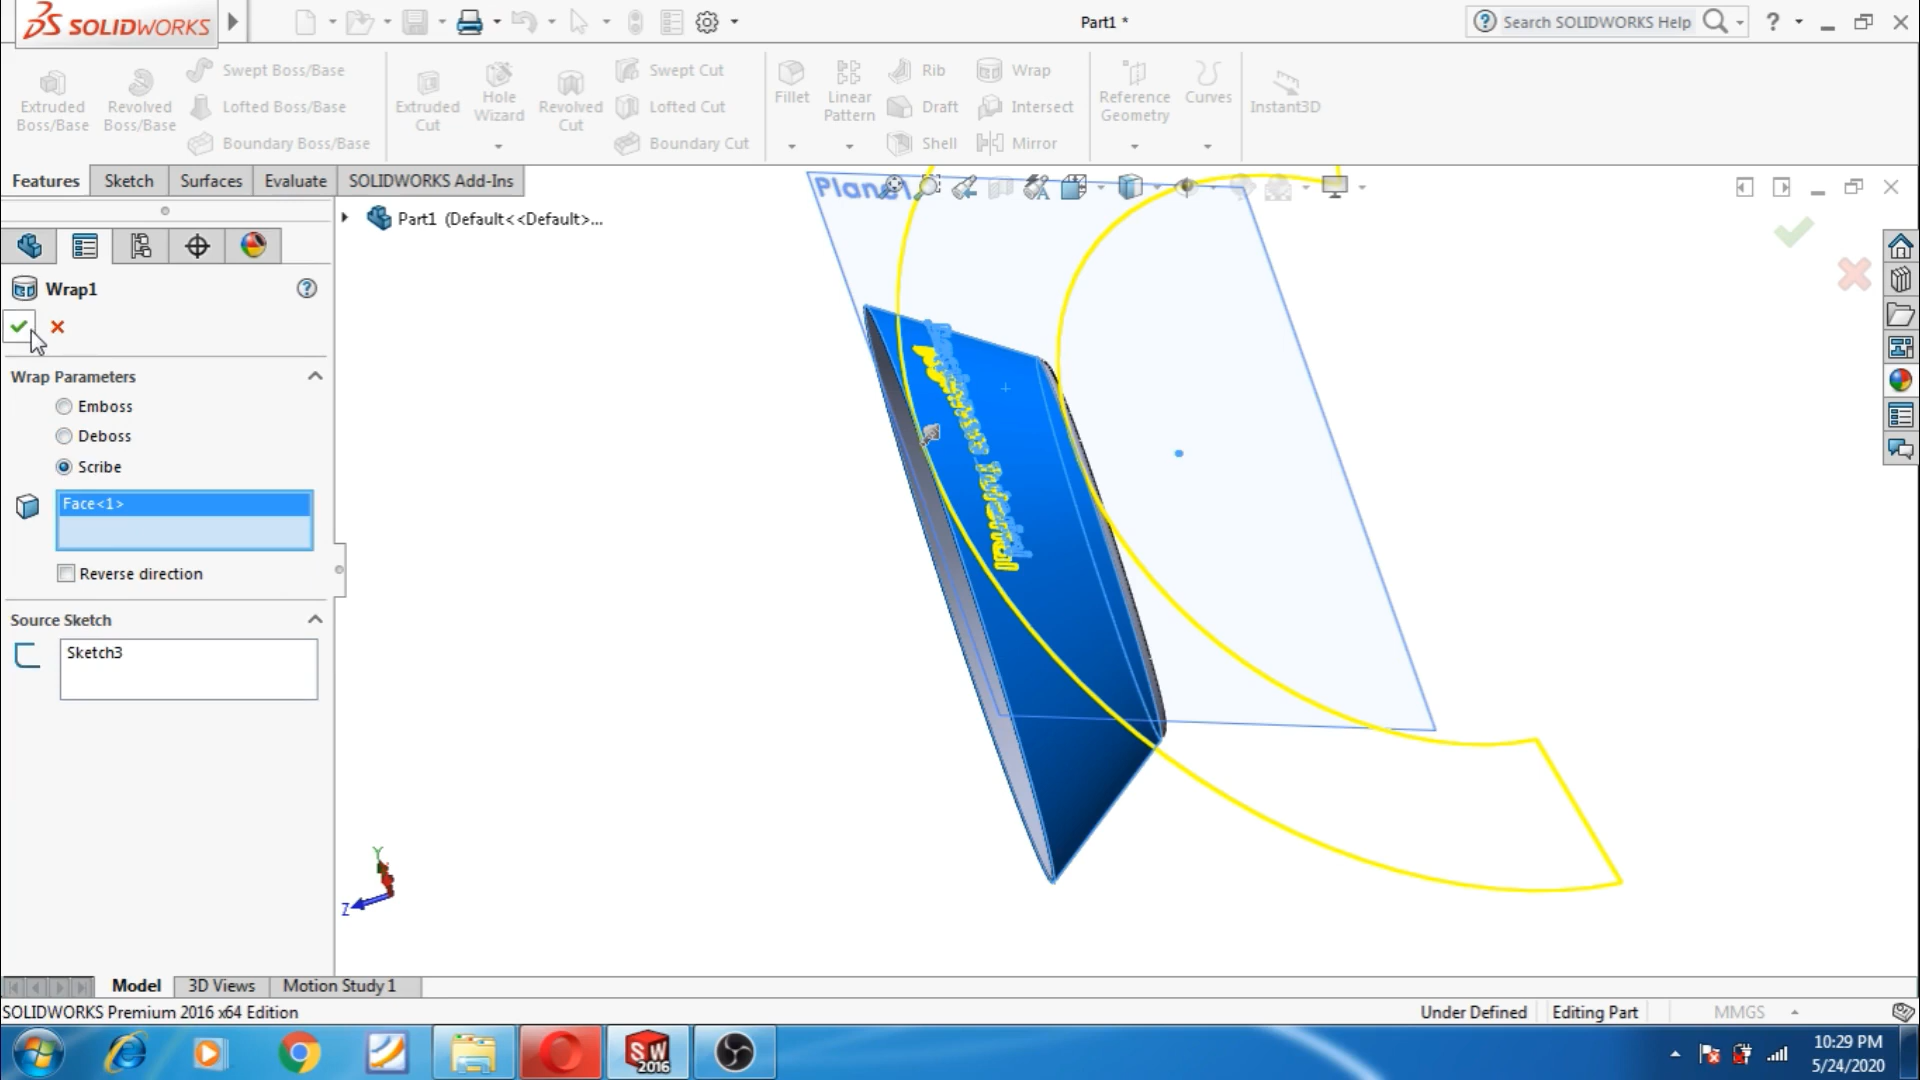 SOLIDWORKS
Part1 *
Search SOLIDWORKS Help
?
Extruded Boss/Base
Revolved Boss/Base
Swept Boss/Base
Lofted Boss/Base
Boundary Boss/Base
Extruded Cut
Hole Wizard
Revolved Cut
Swept Cut
Lofted Cut
Boundary Cut
Fillet
Linear Pattern
Rib
Draft
Shell
Wrap
Intersect
Mirror
Reference Geometry
Curves
Instant3D
Features
Sketch
Surfaces
Evaluate
SOLIDWORKS Add-Ins
Part1 (Default<<Default>...
Plane1
Wrap1
Wrap Parameters
Emboss
Deboss
Scribe
Face<1>
Reverse direction
Source Sketch
Sketch3
Y
Z
Model
3D Views
Motion Study 1
SOLIDWORKS Premium 2016 x64 Edition
Under Defined
Editing Part
MMGS
SW
2016
10:29 PM
5/24/2020